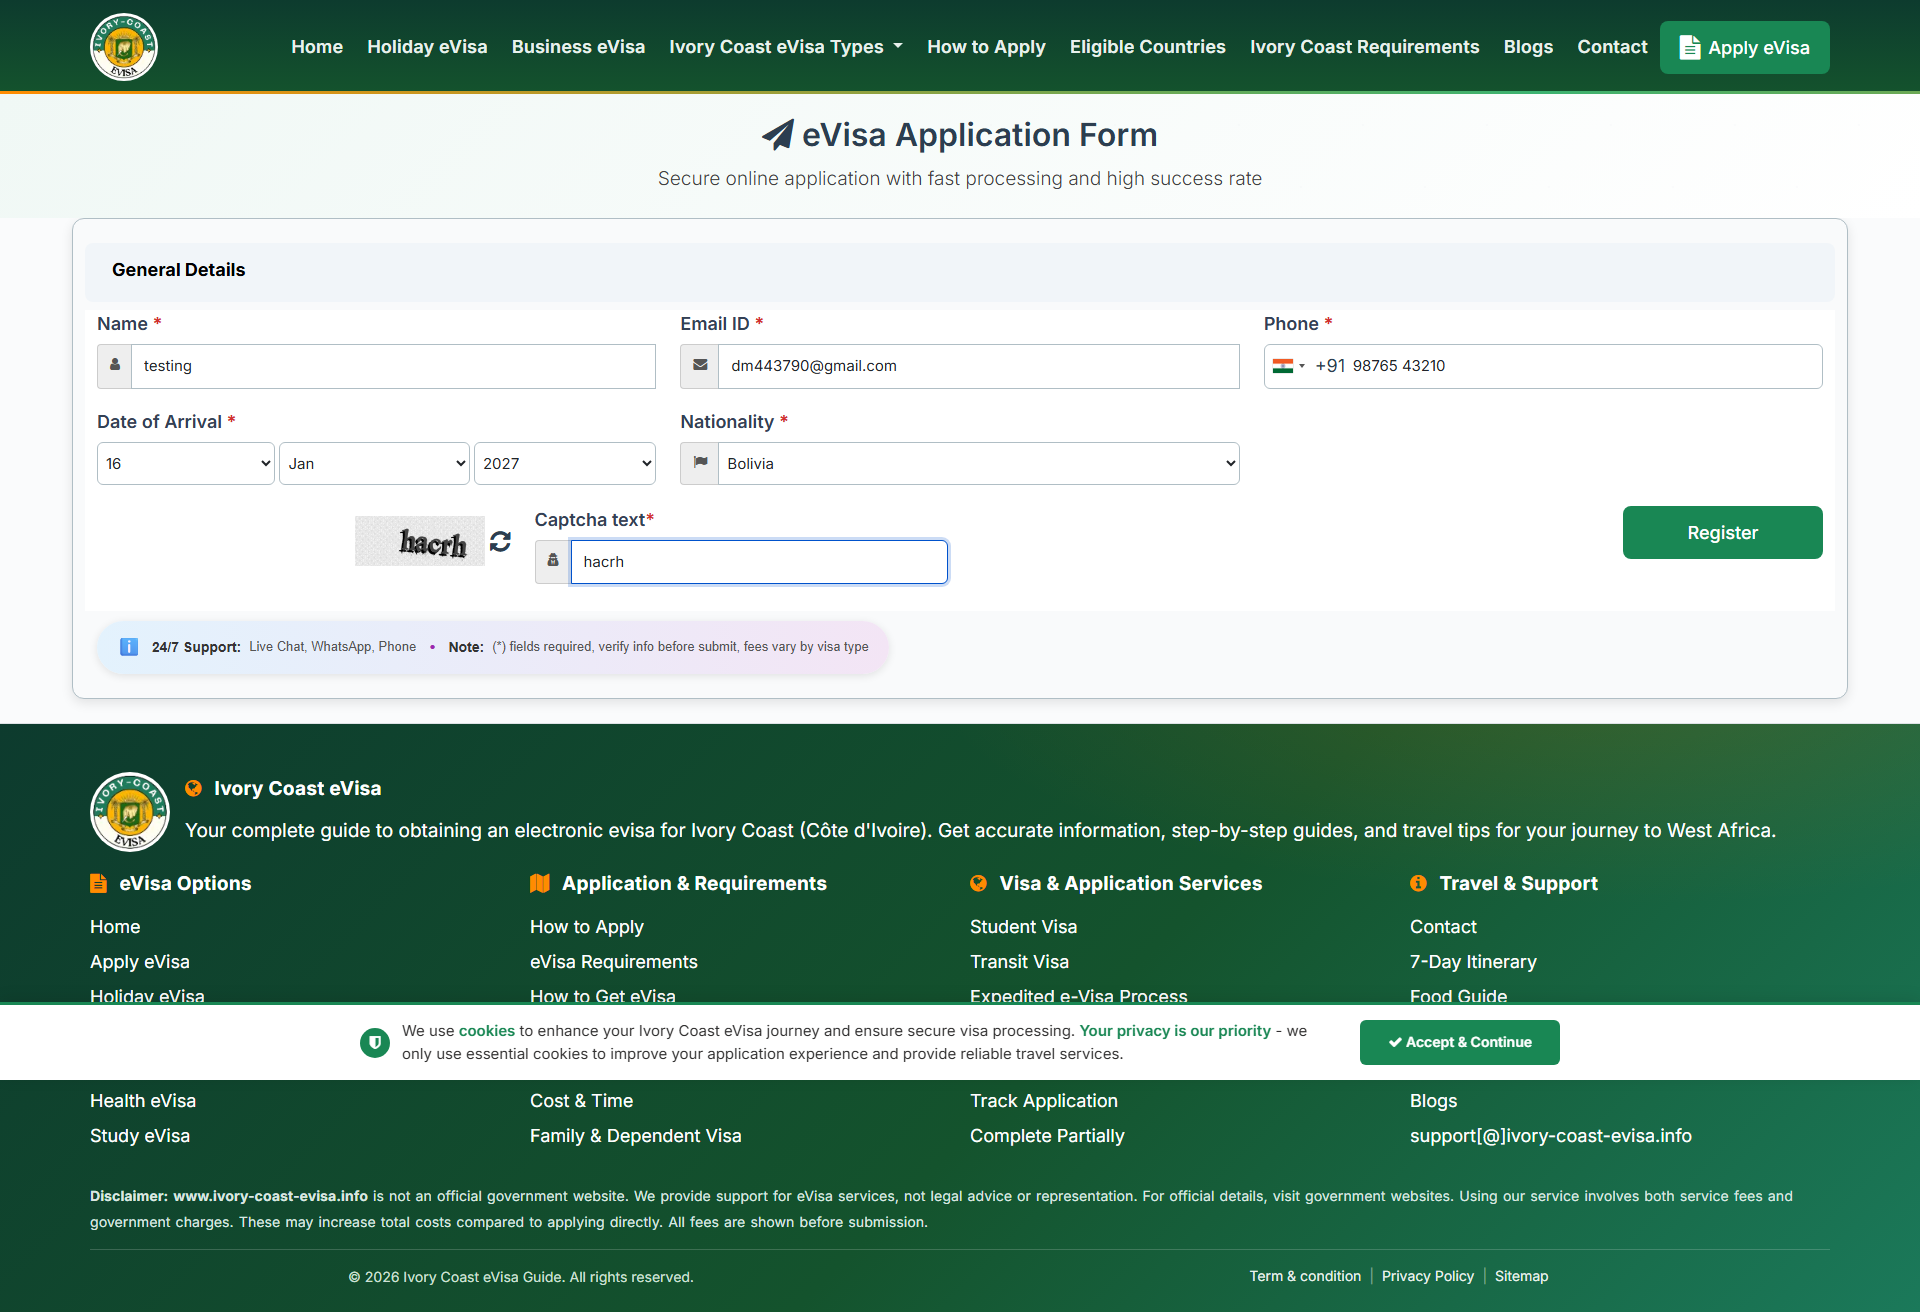 IVORY-COAST
EVISA
Home
Holiday eVisa
Business eVisa
Ivory Coast eVisa Types
How to Apply
Eligible Countries
Ivory Coast Requirements
Blogs
Contact
Apply eVisa
eVisa Application Form
Secure online application with fast processing and high success rate
General Details
Name *
testing
Email ID *
dm443790@gmail.com
Phone *
+91 98765 43210
Date of Arrival *
16
Jan
2027
Nationality *
Bolivia
hacrh
Captcha text*
hacrh
Register
24/7 Support: Live Chat, WhatsApp, Phone • Note: (*) fields required, verify info before submit, fees vary by visa type
IVORY-COAST
EVISA
Ivory Coast eVisa
Your complete guide to obtaining an electronic evisa for Ivory Coast (Côte d'Ivoire). Get accurate information, step-by-step guides, and travel tips for your journey to West Africa.
eVisa Options
Home
Apply eVisa
Holiday eVisa
Health eVisa
Study eVisa
Application & Requirements
How to Apply
eVisa Requirements
How to Get eVisa
Cost & Time
Family & Dependent Visa
Visa & Application Services
Student Visa
Transit Visa
Expedited e-Visa Process
Track Application
Complete Partially
Travel & Support
Contact
7-Day Itinerary
Food Guide
Blogs
support[@]ivory-coast-evisa.info
We use cookies to enhance your Ivory Coast eVisa journey and ensure secure visa processing. Your privacy is our priority - we
only use essential cookies to improve your application experience and provide reliable travel services.
Accept & Continue
Disclaimer: www.ivory-coast-evisa.info is not an official government website. We provide support for eVisa services, not legal advice or representation. For official details, visit government websites. Using our service involves both service fees and
government charges. These may increase total costs compared to applying directly. All fees are shown before submission.
© 2026 Ivory Coast eVisa Guide. All rights reserved.
Term & condition | Privacy Policy | Sitemap